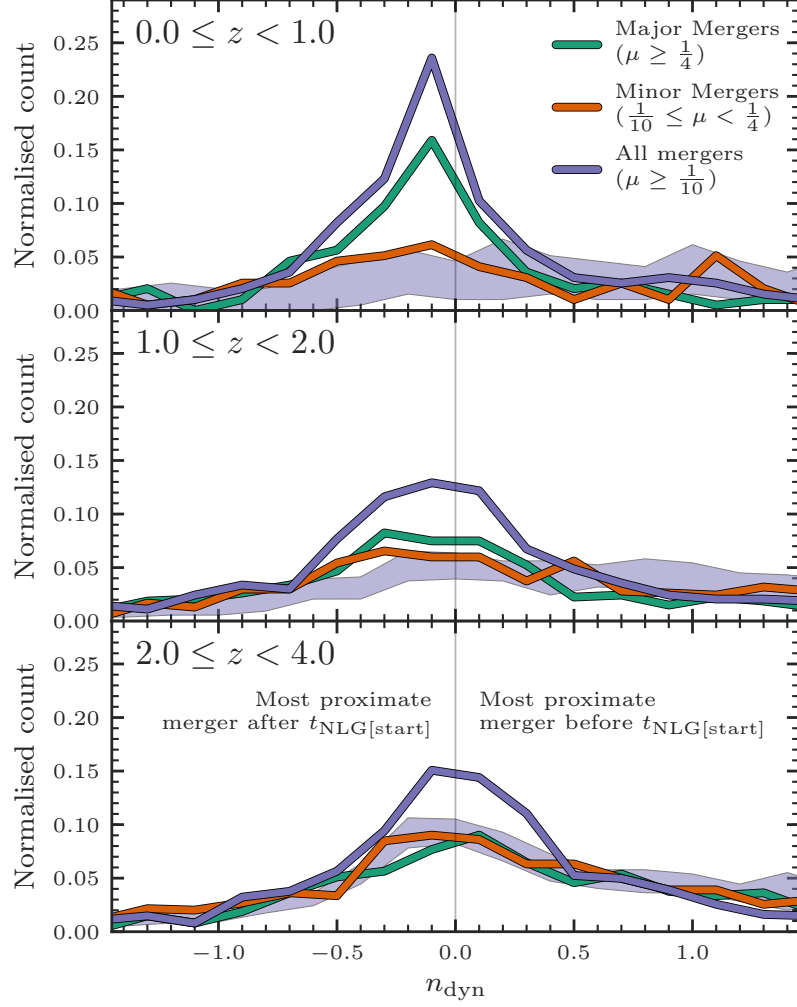 0.0 ≤ z < 1.0
Major Mergers
(μ ≥ 1/4)
Minor Mergers
(1/10 ≤ μ < 1/4)
All mergers
(μ ≥ 1/10)
Normalised count
0.25
0.20
0.15
0.10
0.05
0.00
1.0 ≤ z < 2.0
Normalised count
0.25
0.20
0.15
0.10
0.05
0.00
2.0 ≤ z < 4.0
Most proximate
merger after t_NLG[start]
Most proximate
merger before t_NLG[start]
Normalised count
0.25
0.20
0.15
0.10
0.05
0.00
−1.0 −0.5 0.0 0.5 1.0
n_dyn